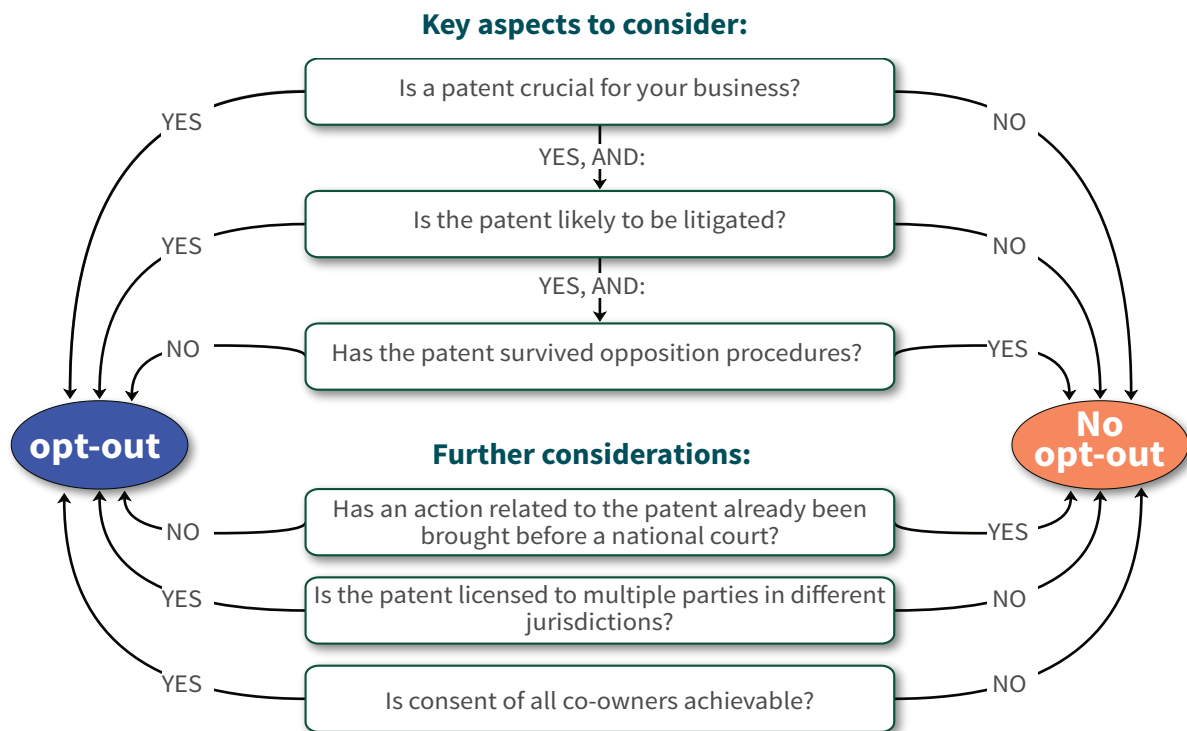 Key aspects to consider:
Is a patent crucial for your business?
YES
NO
YES, AND:
Is the patent likely to be litigated?
YES
NO
YES, AND:
Has the patent survived opposition procedures?
NO
YES
opt-out
No
opt-out
Further considerations:
Has an action related to the patent already been
brought before a national court?
NO
YES
Is the patent licensed to multiple parties in different
jurisdictions?
YES
NO
Is consent of all co-owners achievable?
YES
NO